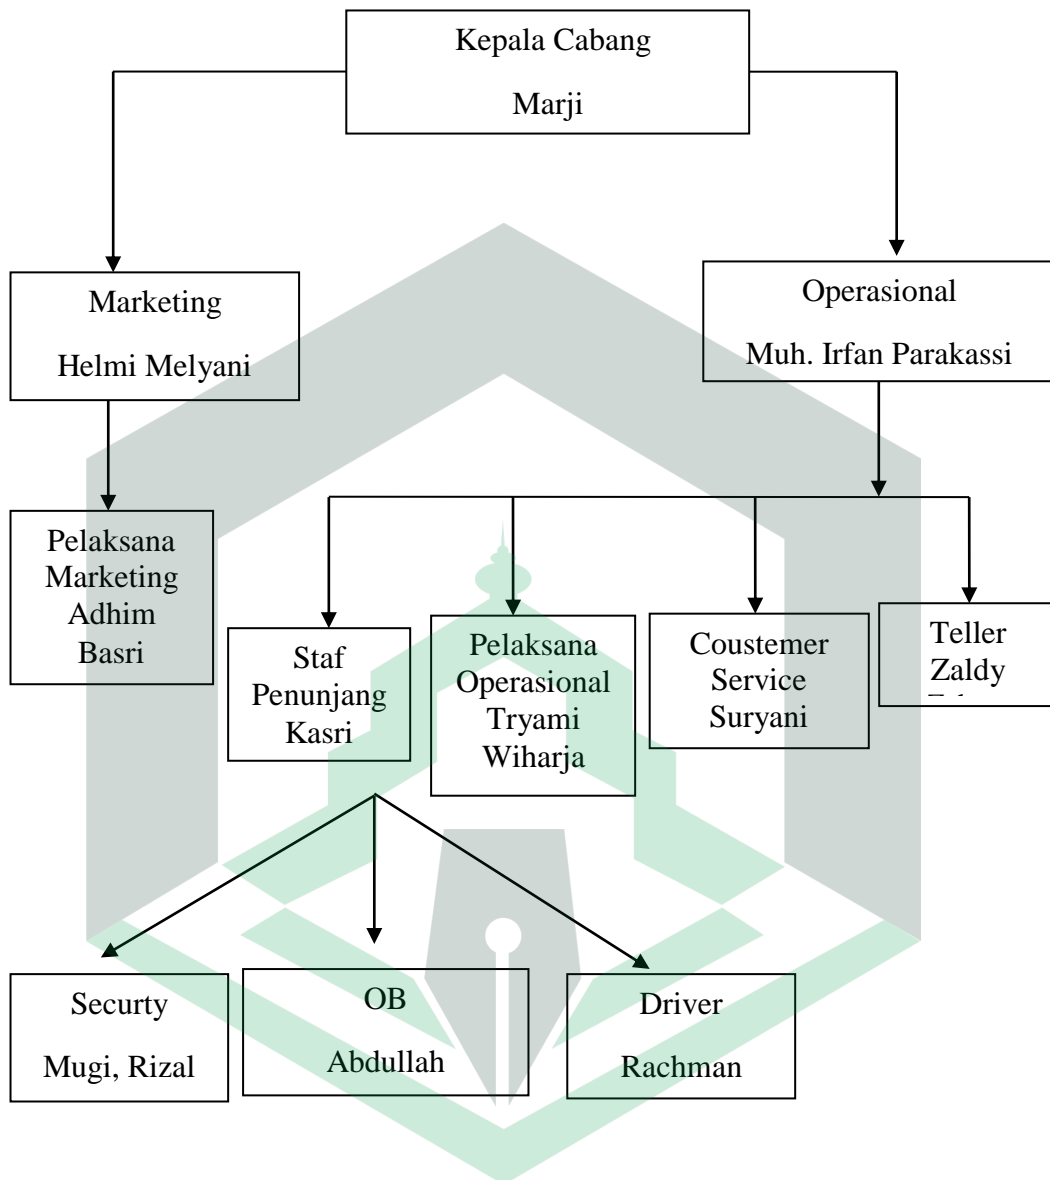 Kepala Cabang
Marji
Marketing
Helmi Melyani
Operasional
Muh. Irfan Parakassi
Pelaksana
Marketing
Adhim
Basri
Staf
Penunjang
Kasri
Pelaksana
Operasional
Tryami
Wiharja
Coustemer
Service
Suryani
Teller
Zaldy
Securty
Mugi, Rizal
OB
Abdullah
Driver
Rachman